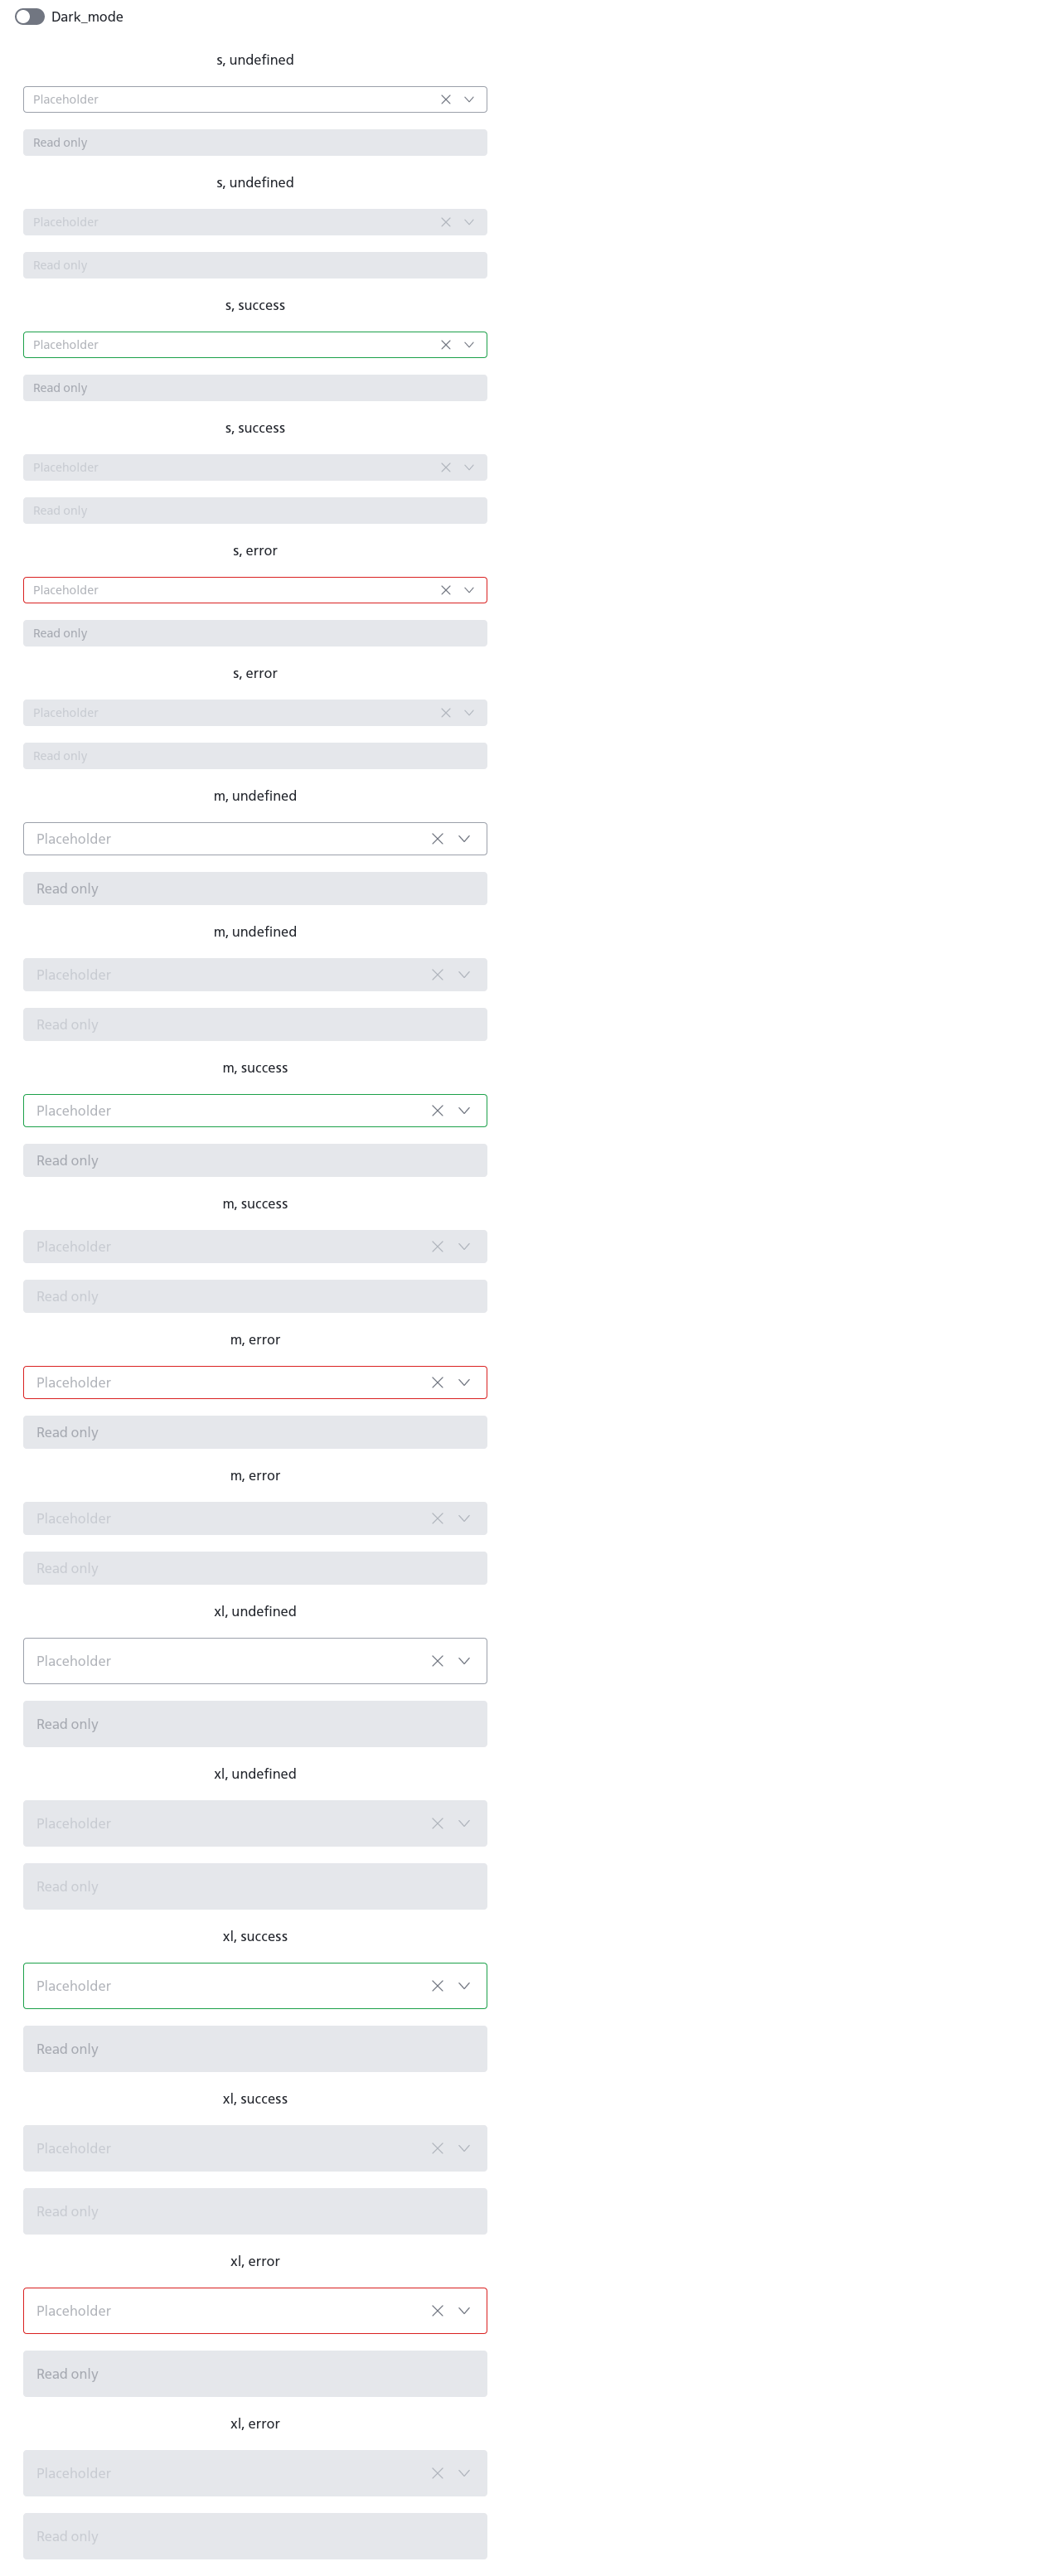 Dark_mode
s, undefined
Placeholder
Read only
s, undefined
Placeholder
Read only
s, success
Placeholder
Read only
s, success
Placeholder
Read only
s, error
Placeholder
Read only
s, error
Placeholder
Read only
m, undefined
Placeholder
Read only
m, undefined
Placeholder
Read only
m, success
Placeholder
Read only
m, success
Placeholder
Read only
m, error
Placeholder
Read only
m, error
Placeholder
Read only
xl, undefined
Placeholder
Read only
xl, undefined
Placeholder
Read only
xl, success
Placeholder
Read only
xl, success
Placeholder
Read only
xl, error
Placeholder
Read only
xl, error
Placeholder
Read only